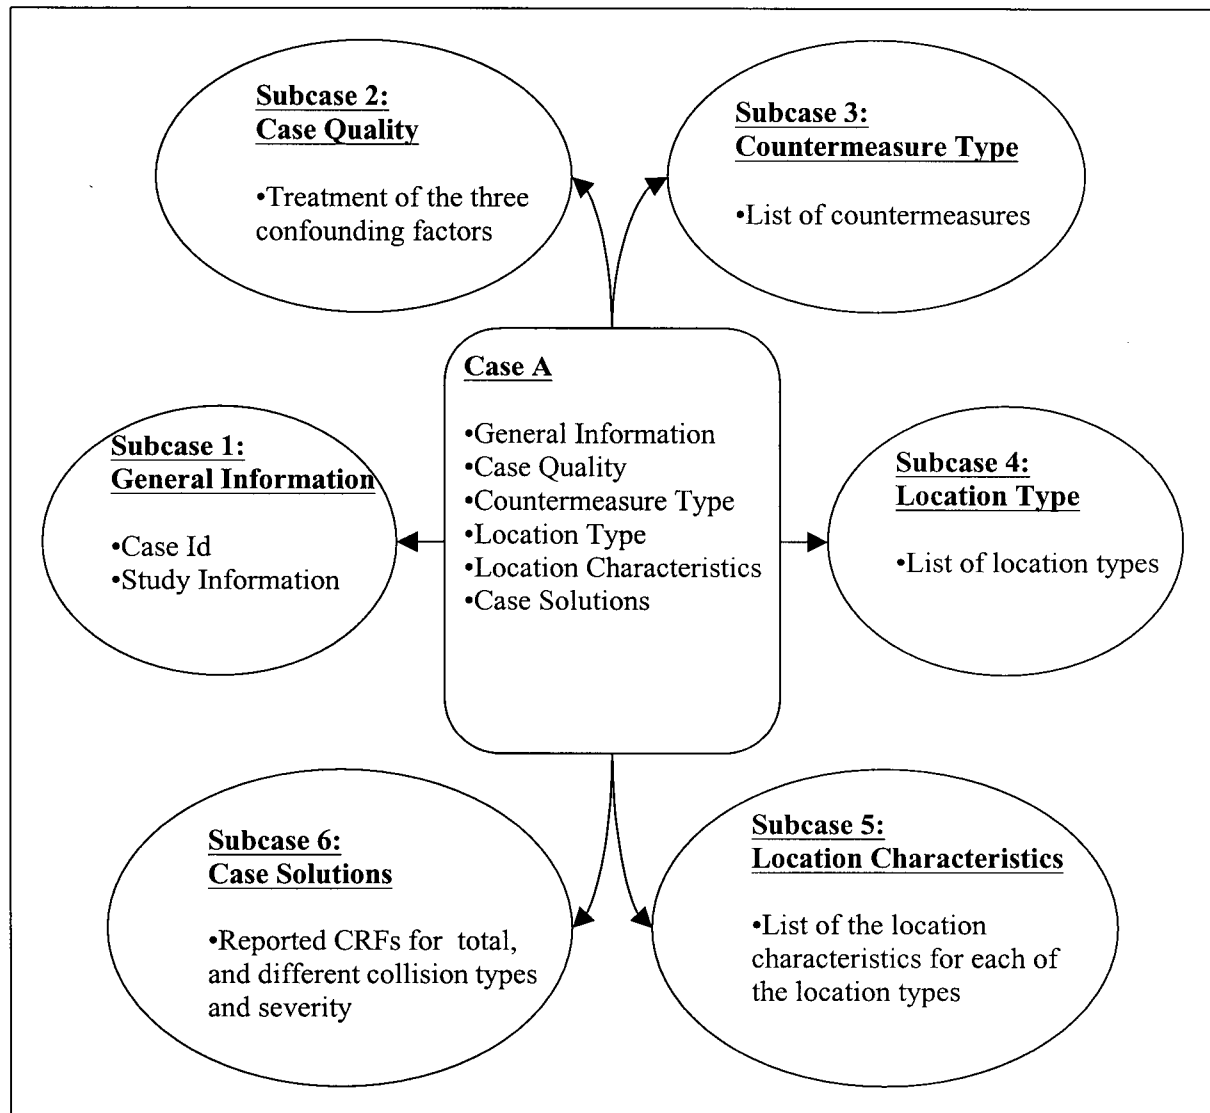 Subcase 2:
Case Quality
•Treatment of the three
confounding factors
Subcase 3:
Countermeasure Type
•List of countermeasures
Case A
•General Information
•Case Quality
•Countermeasure Type
•Location Type
•Location Characteristics
•Case Solutions
Subcase 1:
General Information
•Case Id
•Study Information
Subcase 4:
Location Type
•List of location types
Subcase 6:
Case Solutions
•Reported CRFs for total,
and different collision types
and severity
Subcase 5:
Location Characteristics
•List of the location
characteristics for each of
the location types